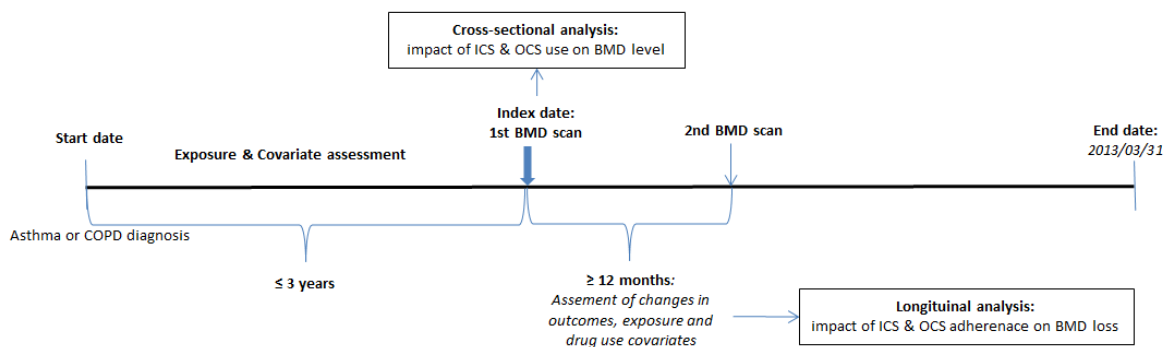 Cross-sectional analysis:
impact of ICS & OCS use on BMD level
Index date:
1st BMD scan
2nd BMD scan
Start date
End date:
2013/03/31
Exposure & Covariate assessment
Asthma or COPD diagnosis
≤ 3 years
≥ 12 months:
Assement of changes in
outcomes, exposure and
drug use covariates
Longituinal analysis:
impact of ICS & OCS adherenace on BMD loss